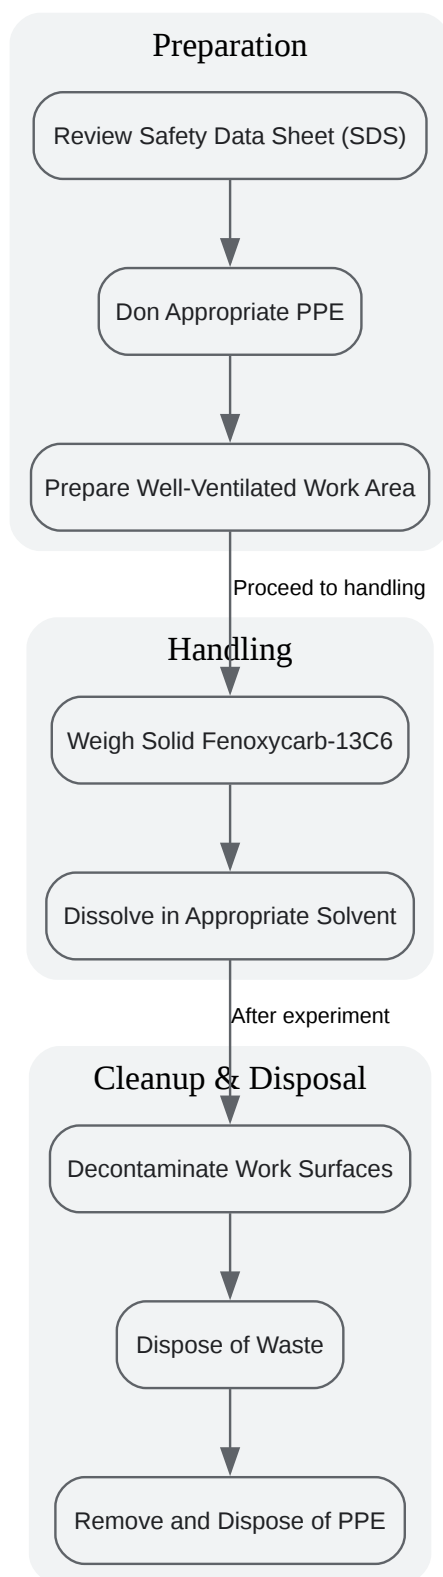 Preparation
Review Safety Data Sheet (SDS)
Don Appropriate PPE
Prepare Well-Ventilated Work Area
Proceed to handling
Handling
Weigh Solid Fenoxycarb-13C6
Dissolve in Appropriate Solvent
After experiment
Cleanup & Disposal
Decontaminate Work Surfaces
Dispose of Waste
Remove and Dispose of PPE